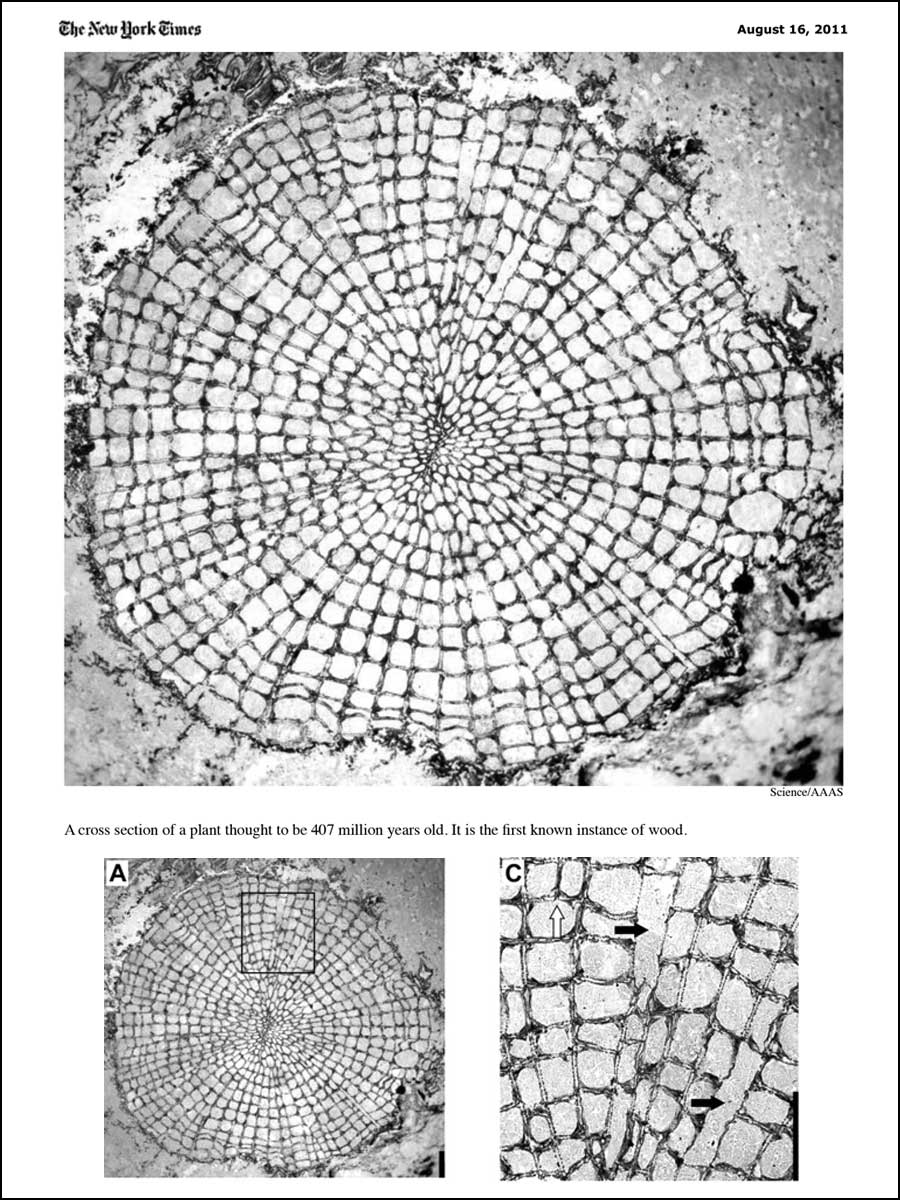 The New York Times
August 16, 2011
Science/AAAS
A cross section of a plant thought to be 407 million years old. It is the first known instance of wood.
A
C